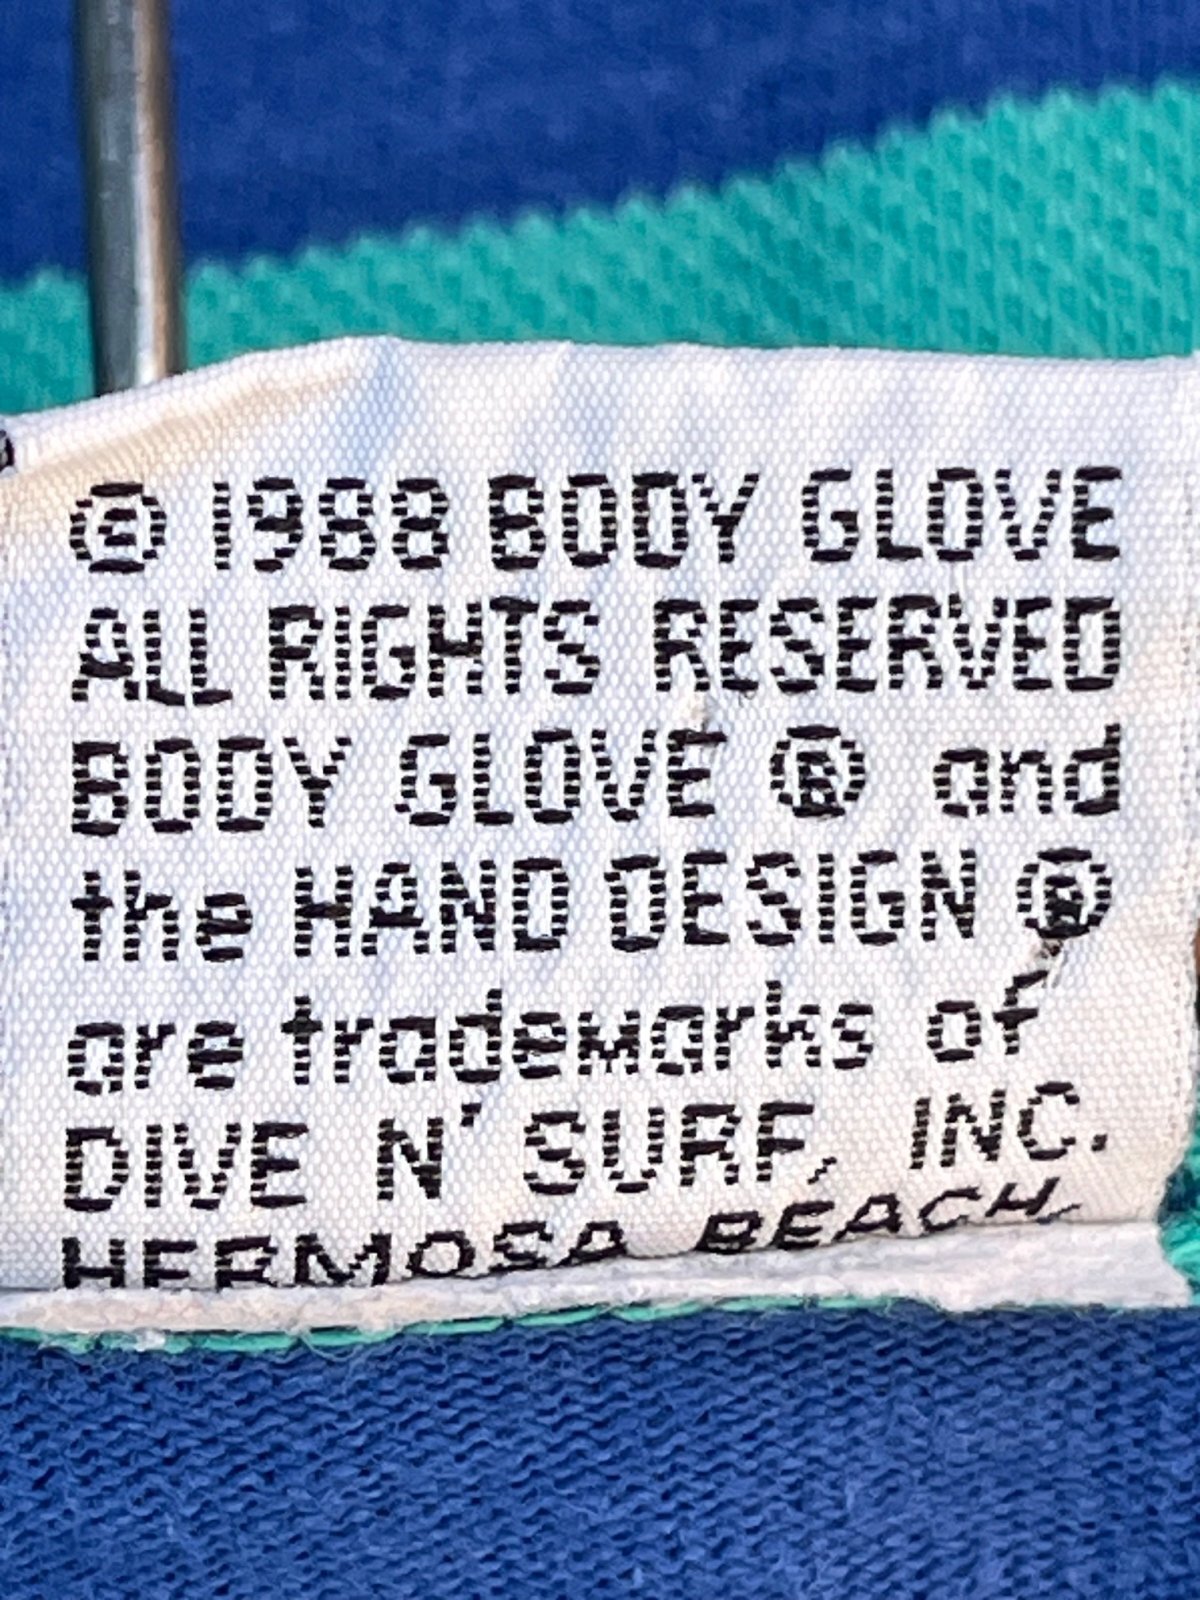 © 1988 BODY GLOVE
ALL RIGHTS RESERVED
BODY GLOVE ® and
the HAND DESIGN ®
are trademarks of
DIVE N' SURF, INC.
HERMOSA BEACH,